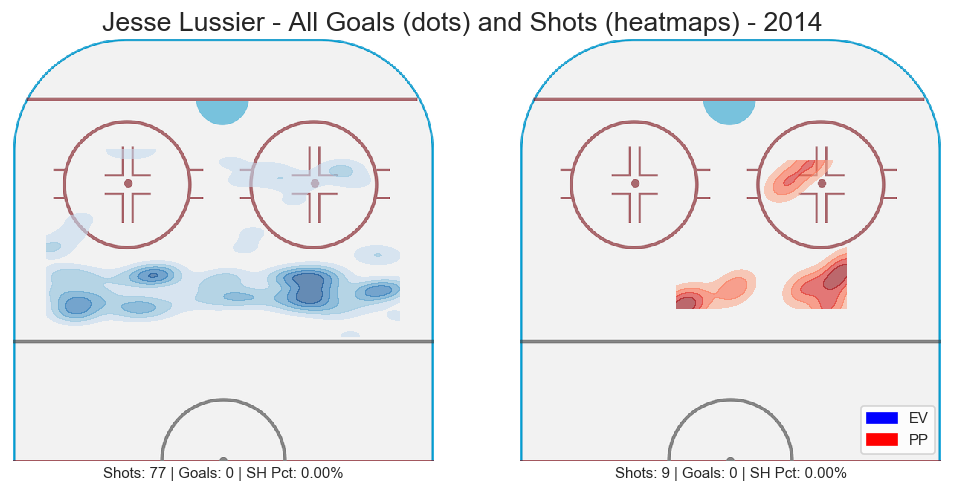 Jesse Lussier - All Goals (dots) and Shots (heatmaps) - 2014
EV
PP
Shots: 77 | Goals: 0 | SH Pct: 0.00%
Shots: 9 | Goals: 0 | SH Pct: 0.00%